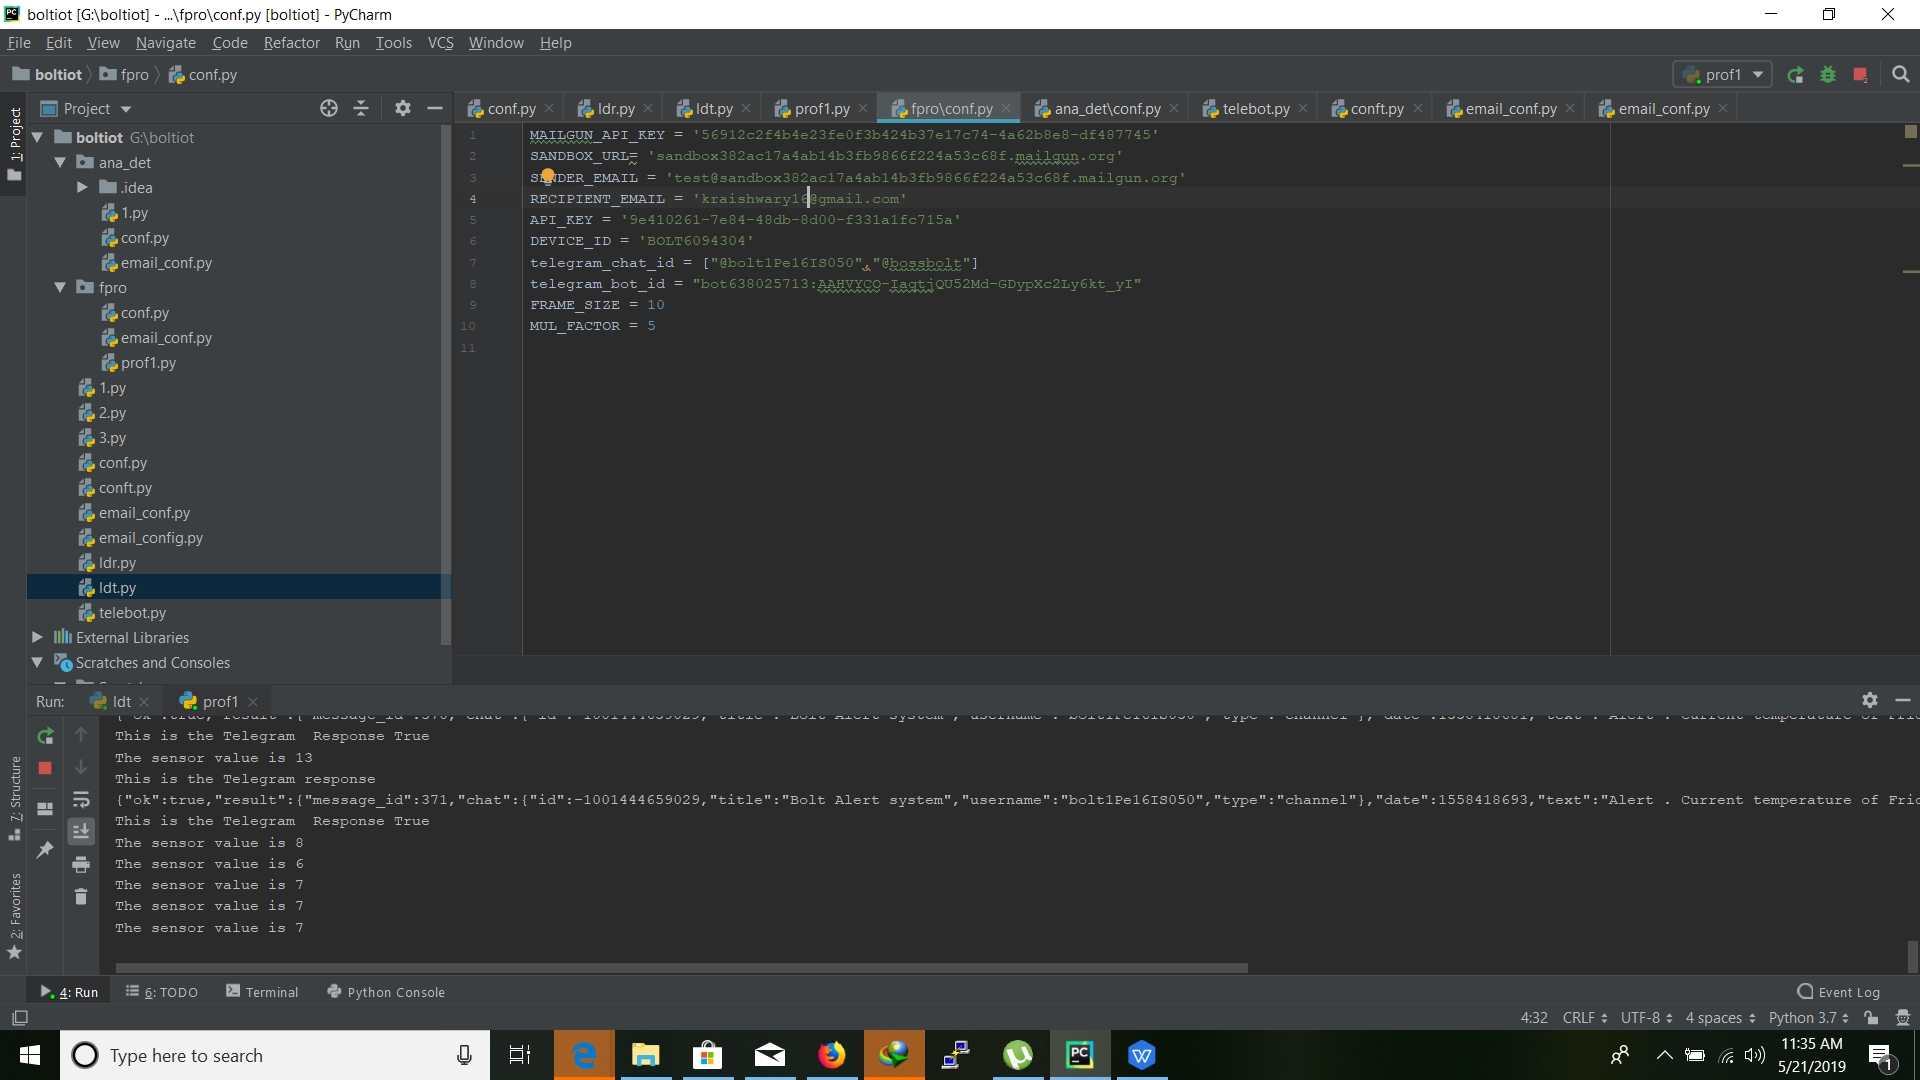 boltiot [G:\boltiot] - ...\fpro\conf.py [boltiot] - PyCharm
File Edit View Navigate Code Refactor Run Tools VCS Window Help
boltiot fpro conf.py prof1
1: Project
Project
conf.py ldr.py ldt.py prof1.py fpro\conf.py ana_det\conf.py telebot.py conft.py email_conf.py email_conf.py
boltiot G:\boltiot
ana_det
.idea
1.py
conf.py
email_conf.py
fpro
conf.py
email_conf.py
prof1.py
1.py
2.py
3.py
conf.py
conft.py
email_conf.py
email_config.py
ldr.py
ldt.py
telebot.py
External Libraries
Scratches and Consoles
1 MAILGUN_API_KEY = '56912c2f4b4e23fe0f3b424b37e17c74-4a62b8e8-df487745'
2 SANDBOX_URL= 'sandbox382ac17a4ab14b3fb9866f224a53c68f.mailgun.org'
3 SENDER_EMAIL = 'test@sandbox382ac17a4ab14b3fb9866f224a53c68f.mailgun.org'
4 RECIPIENT_EMAIL = 'kraishwary16@gmail.com'
5 API_KEY = '9e410261-7e84-48db-8d00-f331a1fc715a'
6 DEVICE_ID = 'BOLT6094304'
7 telegram_chat_id = ["@bolt1Pe16IS050","@bossbolt"]
8 telegram_bot_id = "bot638025713:AAHVYCO-IagtjQU52Md-GDypXc2Ly6kt_yI"
9 FRAME_SIZE = 10
10 MUL_FACTOR = 5
11
Run: ldt prof1
This is the Telegram  Response True
The sensor value is 13
This is the Telegram response
{"ok":true,"result":{"message_id":371,"chat":{"id":-1001444659029,"title":"Bolt Alert system","username":"bolt1Pe16IS050","type":"channel"},"date":1558418693,"text":"Alert . Current temperature of Fric
This is the Telegram  Response True
The sensor value is 8
The sensor value is 6
The sensor value is 7
The sensor value is 7
The sensor value is 7
7: Structure
2: Favorites
4: Run 6: TODO Terminal Python Console Event Log
4:32 CRLF UTF-8 4 spaces Python 3.7
Type here to search
11:35 AM
5/21/2019
1